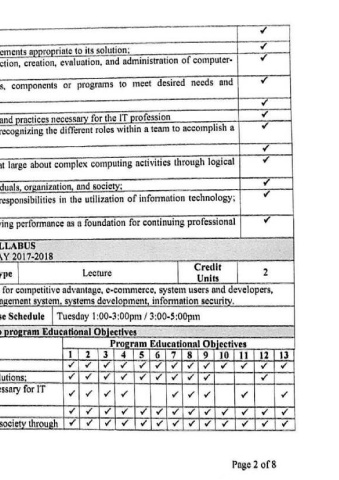 ✓
ements appropriate to its solution; ✓
ction, creation, evaluation, and administration of computer- ✓
s, components or programs to meet desired needs and ✓
✓
and practices necessary for the IT profession ✓
recognizing the different roles within a team to accomplish a ✓
✓
at large about complex computing activities through logical ✓
duals, organization, and society; ✓
responsibilities in the utilization of information technology; ✓
ving performance as a foundation for continuing professional ✓
LLABUS
AY 2017-2018
ype Lecture Credit Units 2
for competitive advantage, e-commerce, system users and developers,
agement system, systems development, information security.
se Schedule Tuesday 1:00-3:00pm / 3:00-5:00pm
o program Educational Objectives
Program Educational Objectives
1 2 3 4 5 6 7 8 9 10 11 12 13
✓ ✓ ✓ ✓ ✓ ✓ ✓ ✓ ✓ ✓ ✓ ✓ ✓
utions; ✓ ✓ ✓ ✓ ✓ ✓ ✓ ✓ ✓ ✓
essary for IT ✓ ✓ ✓ ✓ ✓ ✓ ✓ ✓ ✓
✓ ✓ ✓ ✓ ✓ ✓ ✓ ✓ ✓ ✓ ✓ ✓ ✓
society through ✓ ✓ ✓ ✓ ✓ ✓ ✓ ✓ ✓ ✓ ✓ ✓ ✓
Page 2 of 8